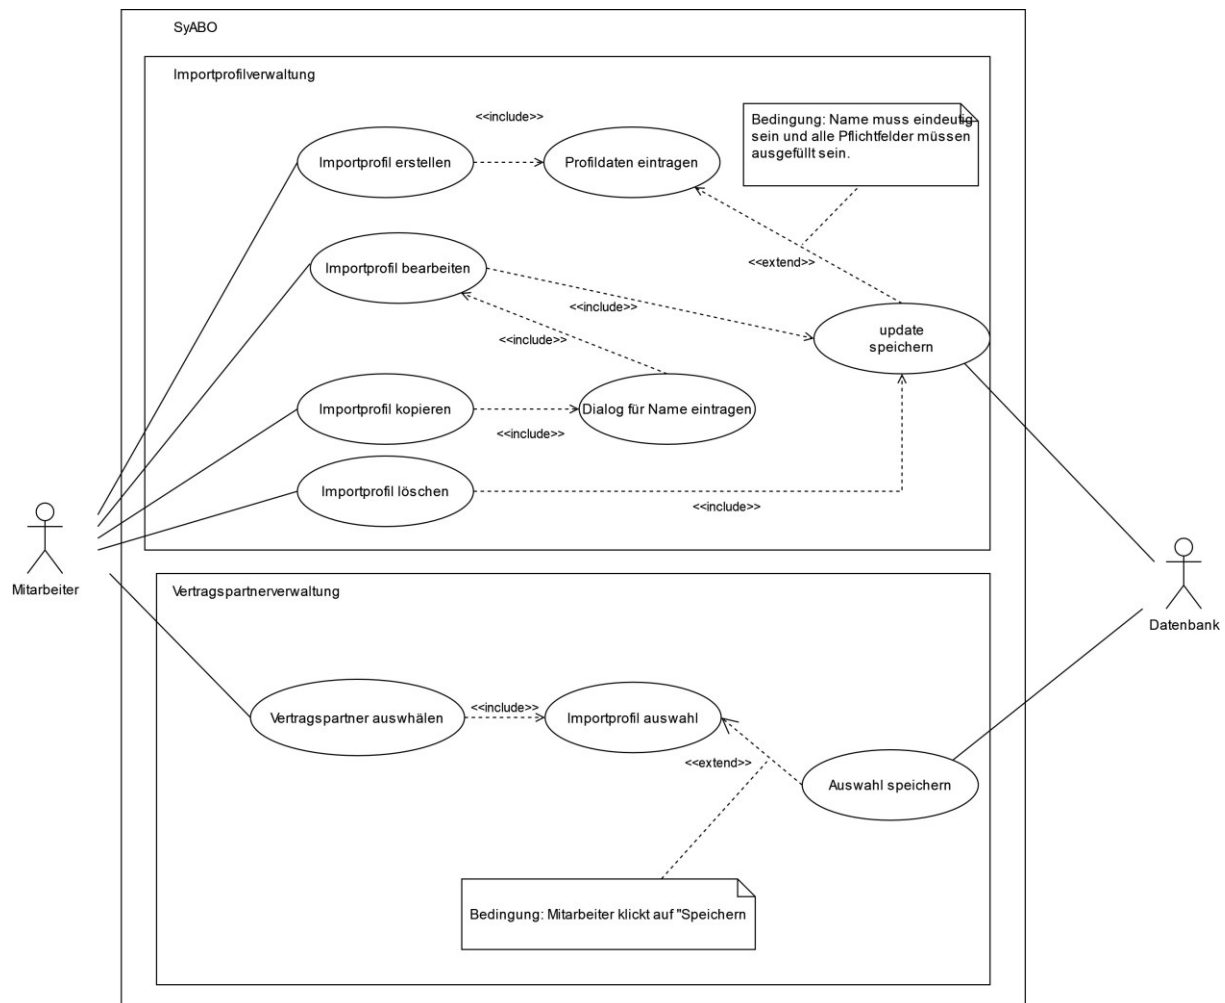 SyABO
Importprofilverwaltung
<<include>>
Bedingung: Name muss eindeutig
sein und alle Pflichtfelder müssen
ausgefüllt sein.
Importprofil erstellen
Profildaten eintragen
<<extend>>
Importprofil bearbeiten
<<include>>
update
speichern
<<include>>
Importprofil kopieren
Dialog für Name eintragen
<<include>>
Importprofil löschen
<<include>>
Mitarbeiter
Datenbank
Vertragspartnerverwaltung
Vertragspartner auswhälen
<<include>>
Importprofil auswahl
<<extend>>
Auswahl speichern
Bedingung: Mitarbeiter klickt auf "Speichern